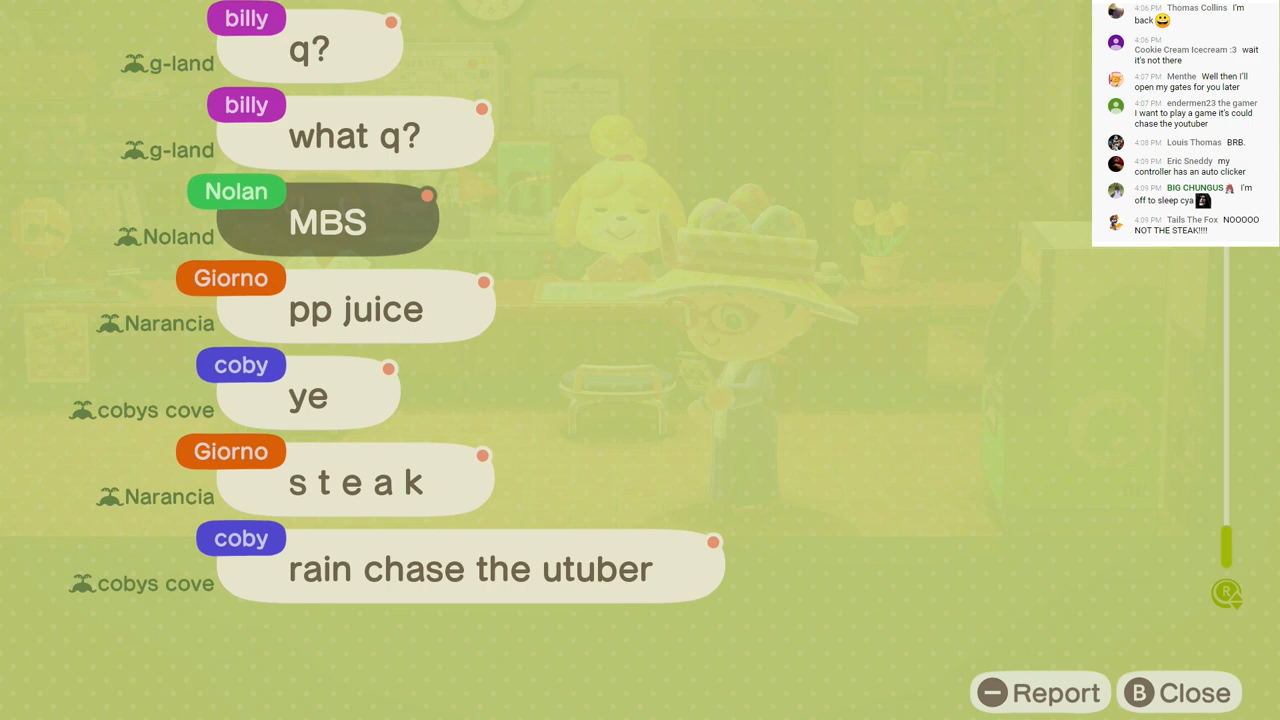 billy
q?
g-land
billy
what q?
g-land
Nolan
MBS
Noland
Giorno
pp juice
Narancia
coby
ye
cobys cove
Giorno
s t e a k
Narancia
coby
rain chase the utuber
cobys cove
4:06 PM Thomas Collins I'm
back
4:06 PM
Cookie Cream Icecream :3 wait
it's not there
4:07 PM Menthe Well then I'll
open my gates for you later
4:07 PM endermen23 the gamer
I want to play a game it's could
chase the youtuber
4:08 PM Louis Thomas BRB.
4:09 PM Eric Sneddy my
controller has an auto clicker
4:09 PM BIG CHUNGUS I'm
off to sleep cya
4:09 PM Tails The Fox NOOOOO
NOT THE STEAK!!!!
R
Report
B Close